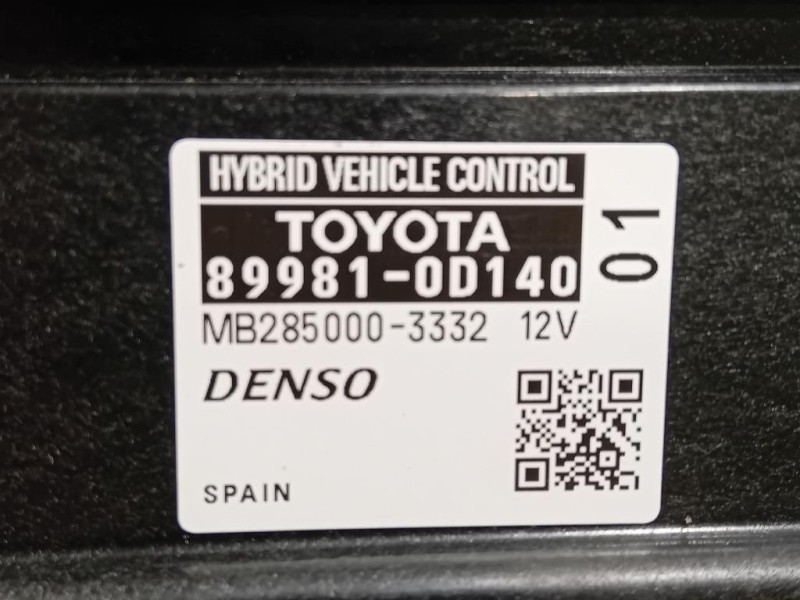 HYBRID VEHICLE CONTROL
TOYOTA
89981-0D140
01
MB285000-3332 12V
DENSO
SPAIN